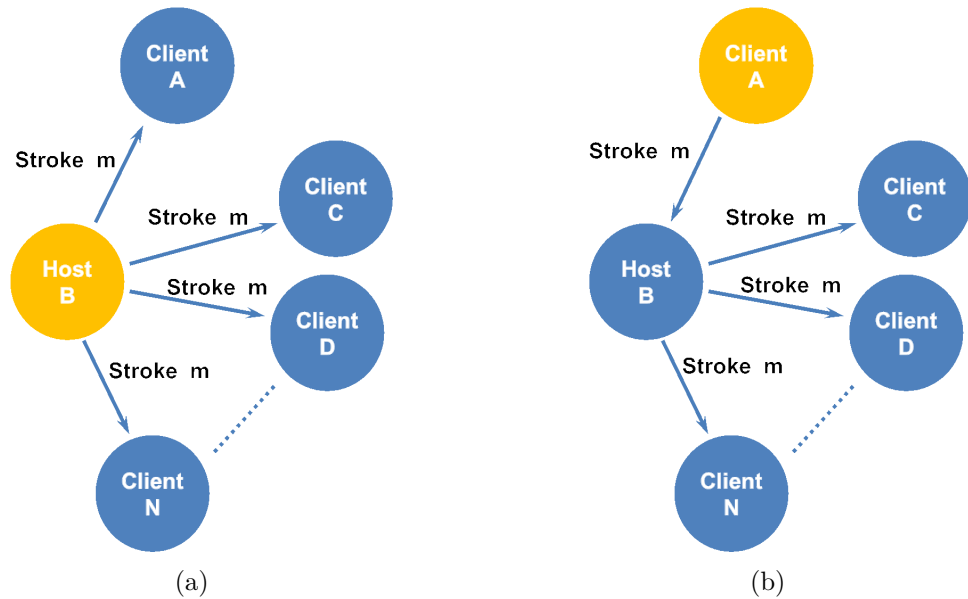 Client
A
Stroke m
Client
C
Stroke m
Host
B
Stroke m
Client
D
Stroke m
Client
N
(a)
Client
A
Stroke m
Client
C
Stroke m
Host
B
Stroke m
Client
D
Stroke m
Client
N
(b)